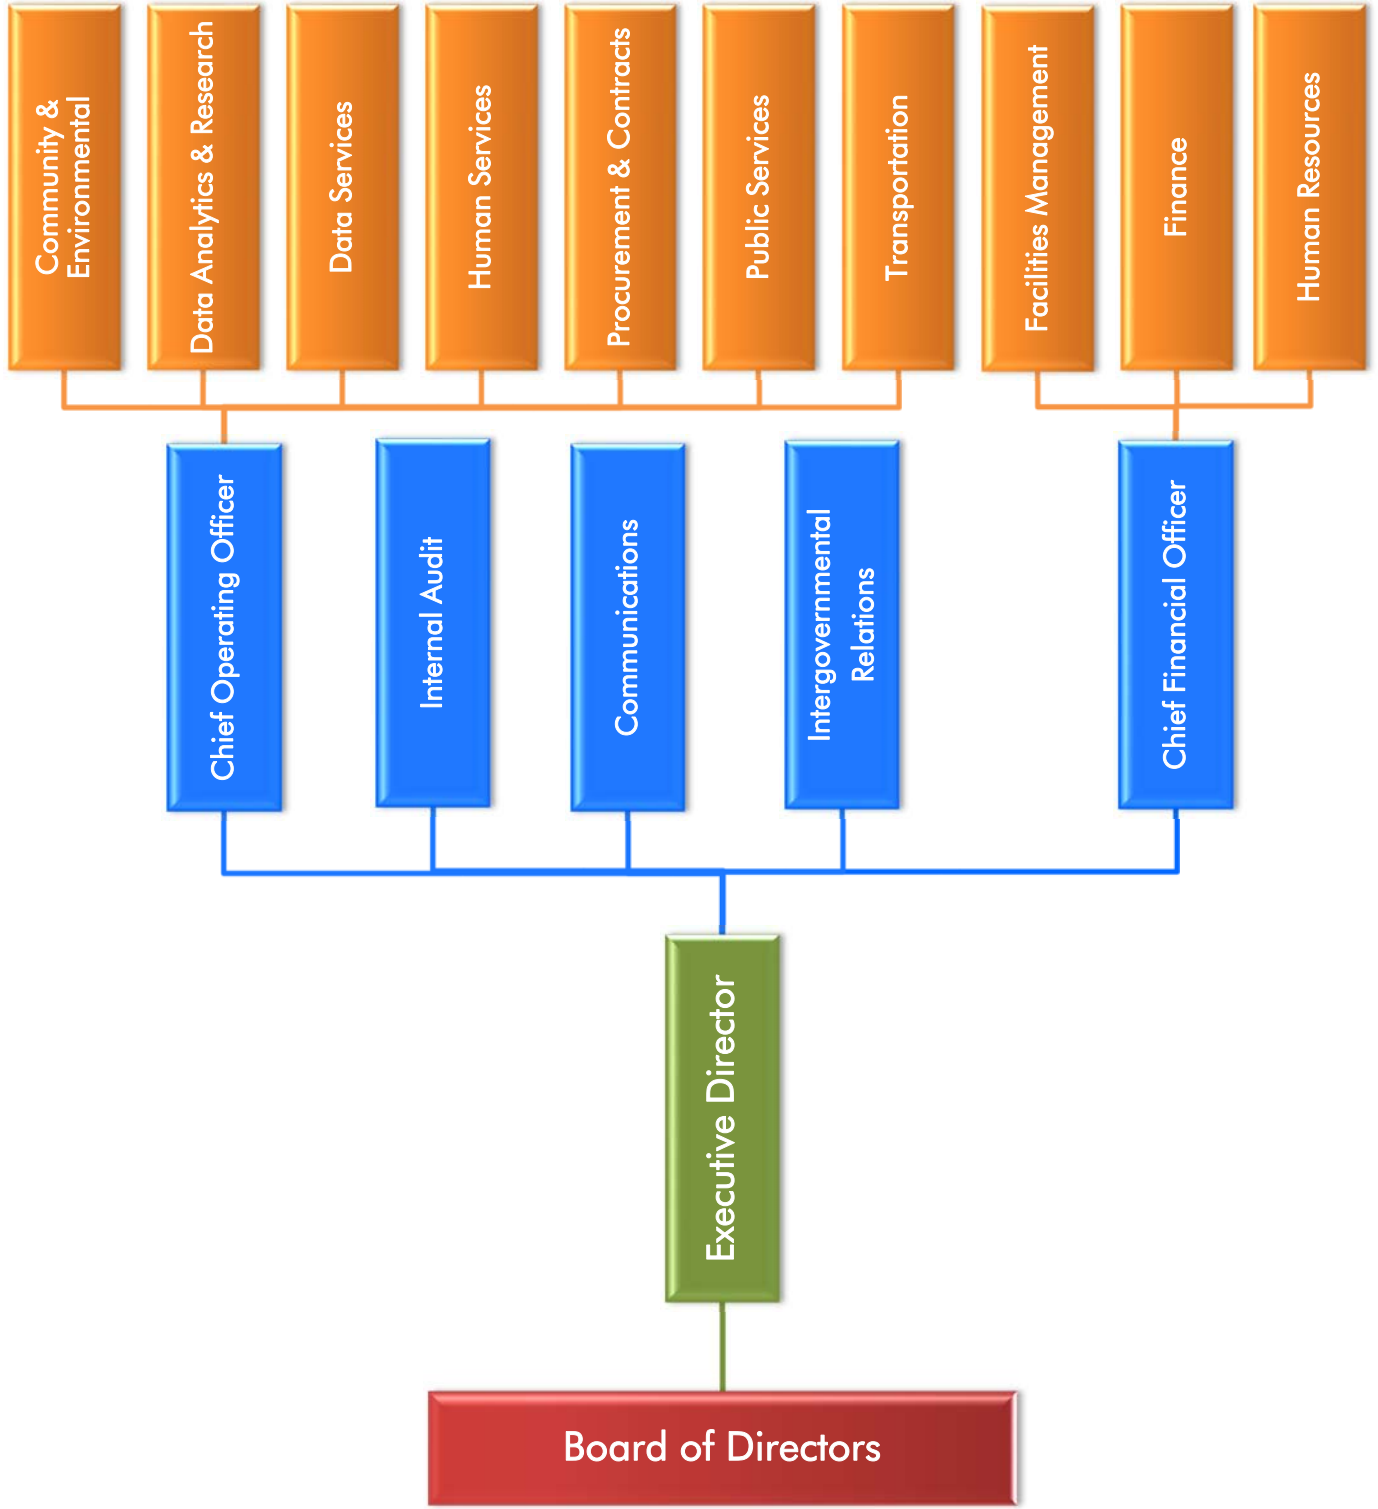 Community &
Environmental
Data Analytics & Research
Data Services
Human Services
Procurement & Contracts
Public Services
Transportation
Facilities Management
Finance
Human Resources
Chief Operating Officer
Internal Audit
Communications
Intergovernmental
Relations
Chief Financial Officer
Executive Director
Board of Directors